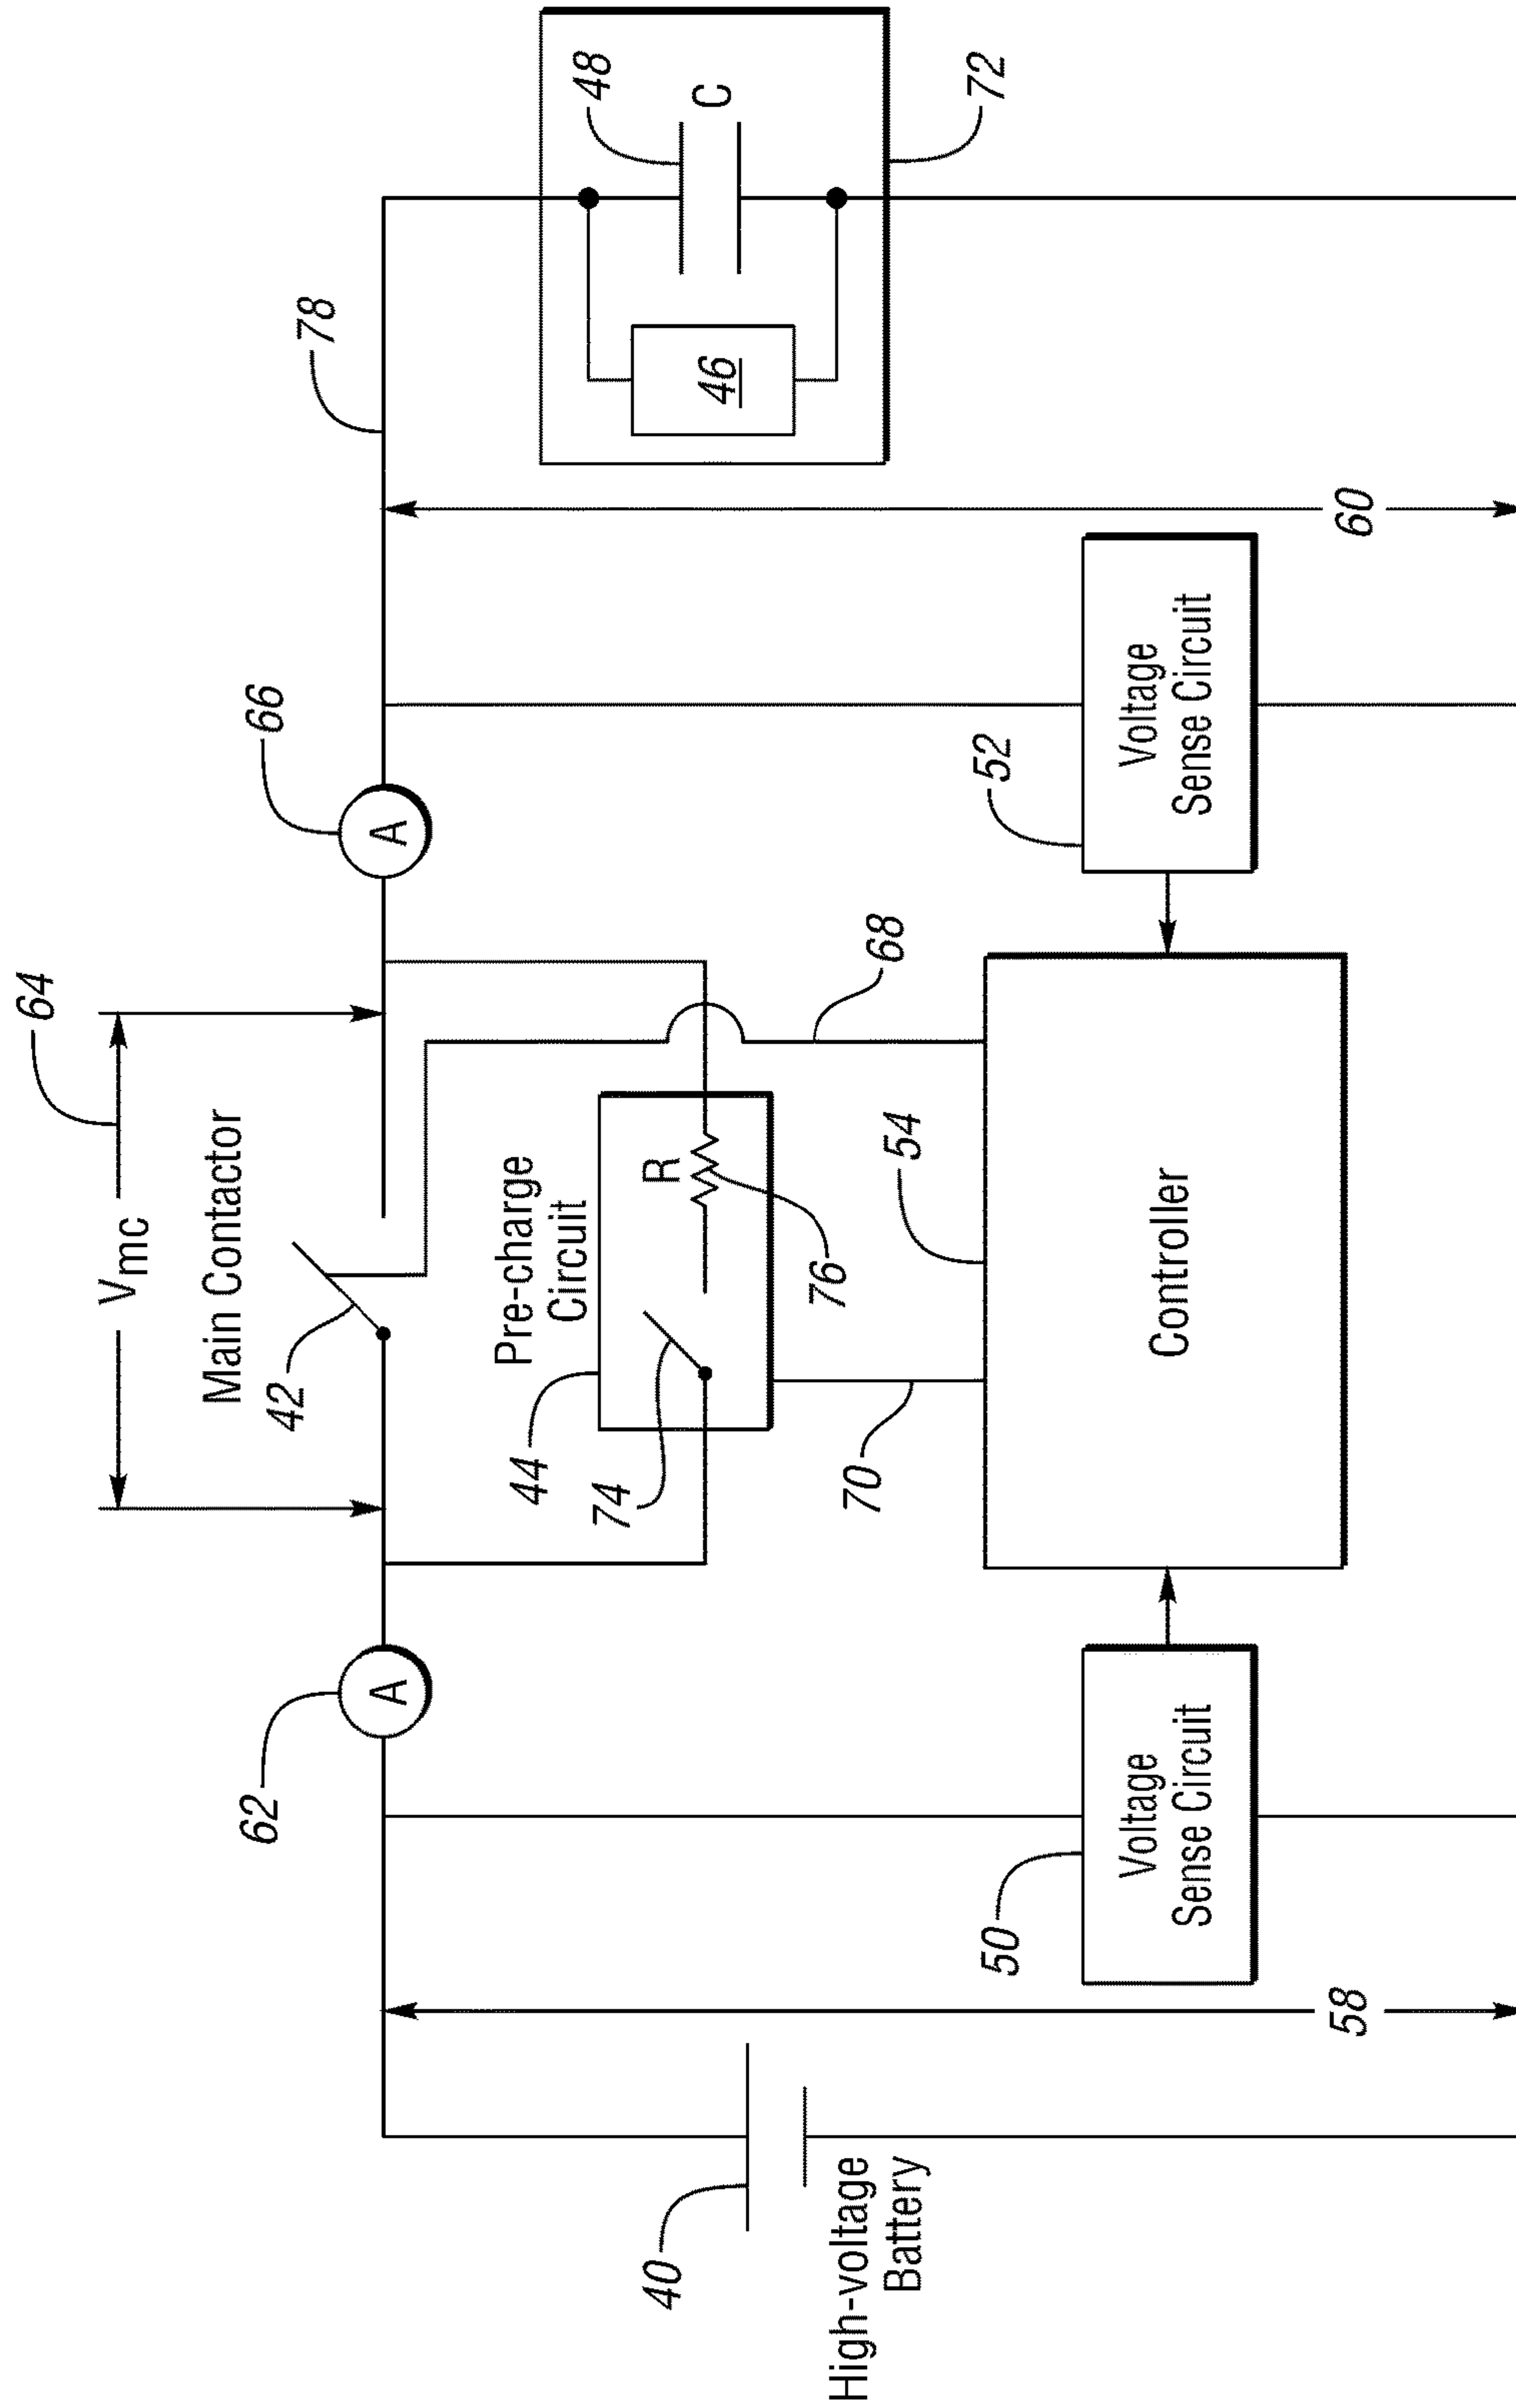 64
V mc
Main Contactor
42
62
A
66
A
78
Pre-charge
Circuit
44
74
R
76
48
C
46
72
40
High-voltage
Battery
70
68
54
Controller
50
Voltage
Sense Circuit
52
Voltage
Sense Circuit
58
60